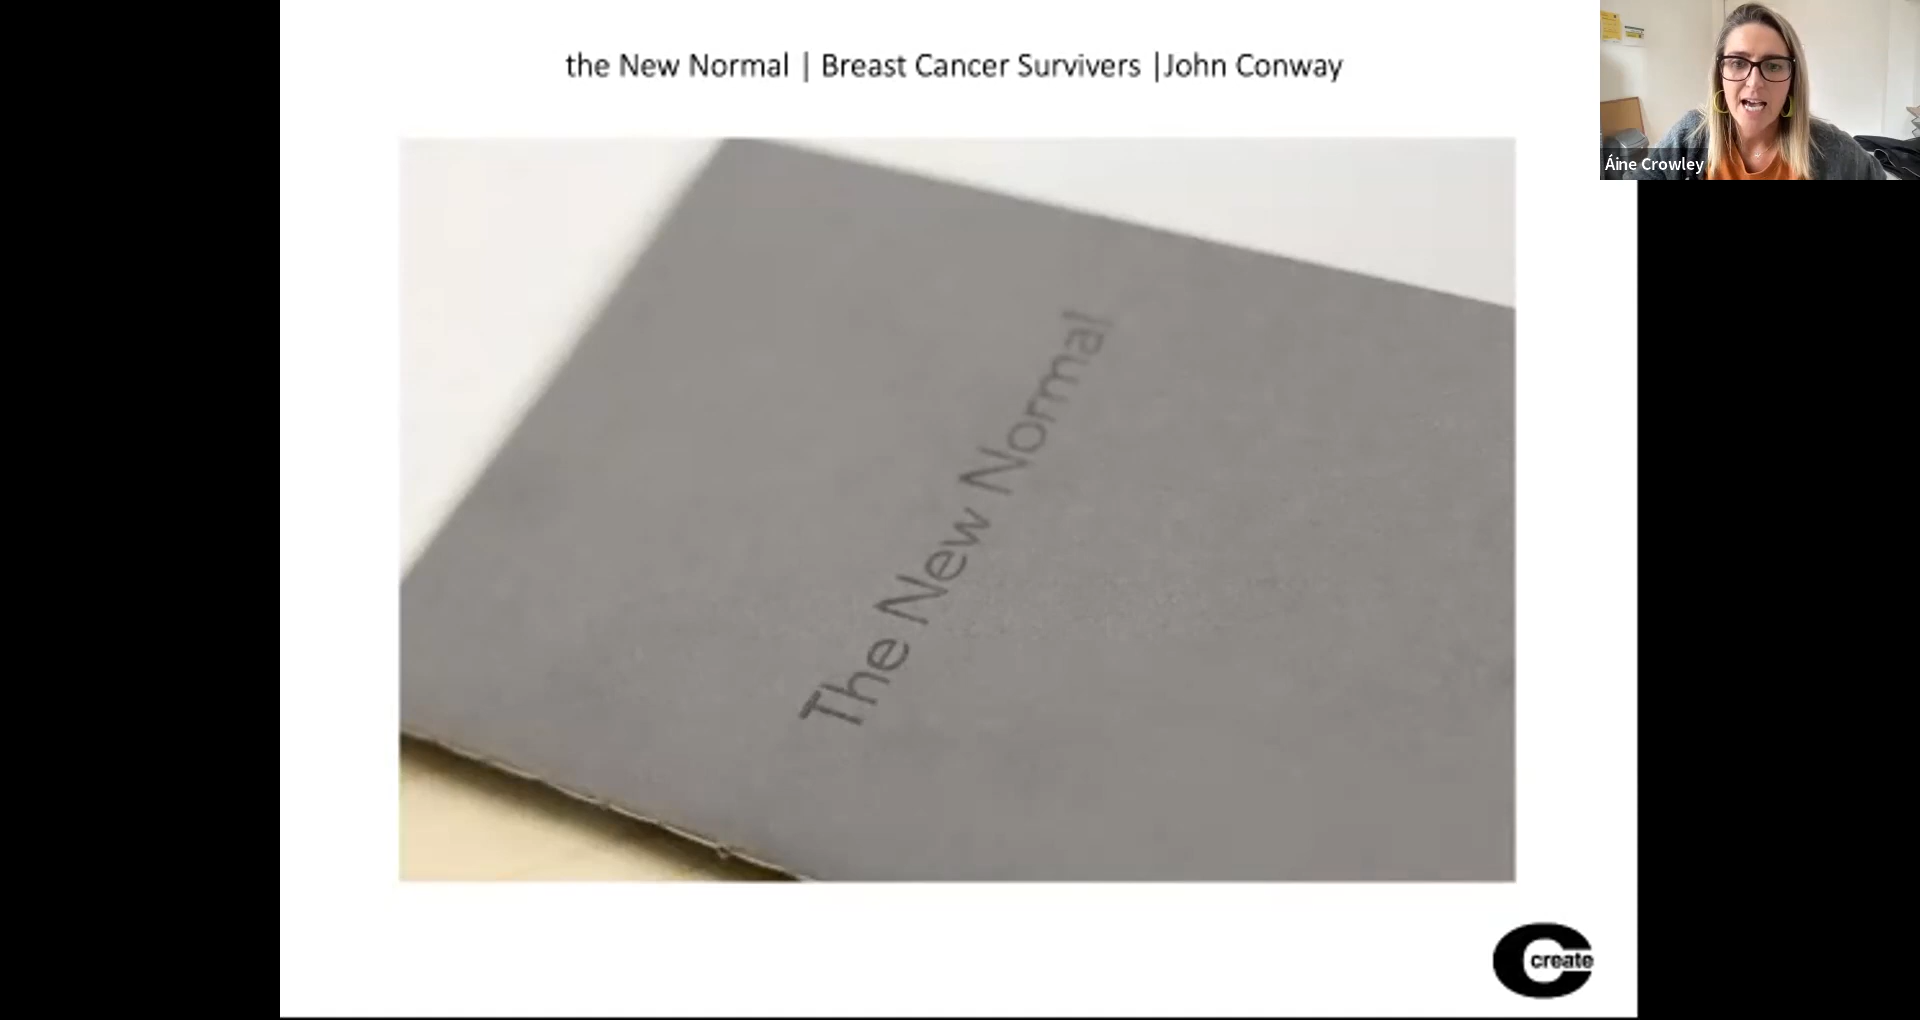 the New Normal | Breast Cancer Survivers |John Conway
Áine Crowley
The New Normal
create